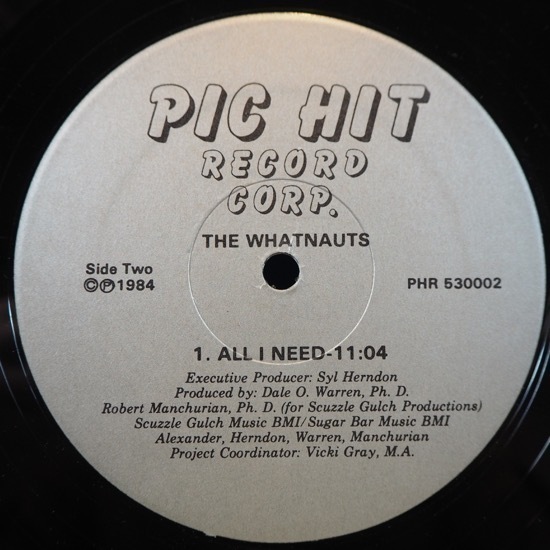 PIC HIT
RECORD
CORP.
THE WHATNAUTS
Side Two
©℗1984
PHR 530002
1. ALL I NEED-11:04
Executive Producer: Syl Herndon
Produced by: Dale O. Warren, Ph. D.
Robert Manchurian, Ph. D. (for Scuzzle Gulch Productions)
Scuzzle Gulch Music BMI/Sugar Bar Music BMI
Alexander, Herndon, Warren, Manchurian
Project Coordinator: Vicki Gray, M.A.